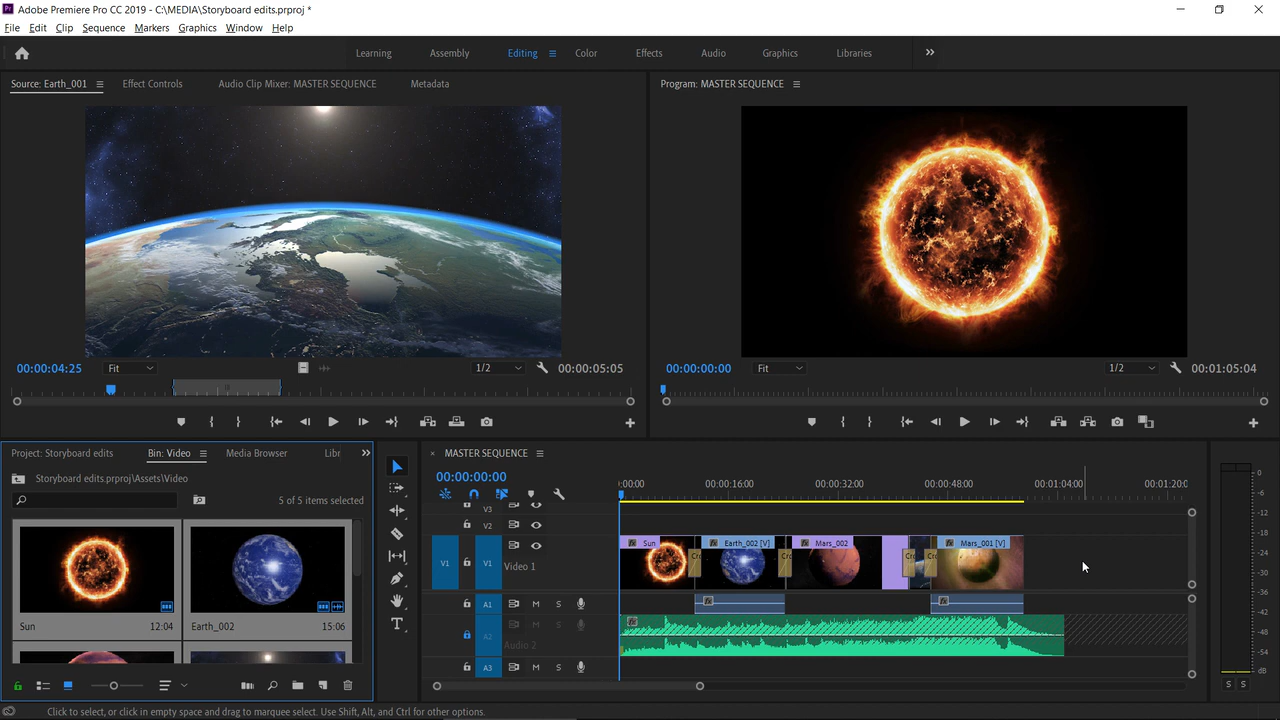 Adobe Premiere Pro CC 2019 - C:\MEDIA\Storyboard edits.prproj *
File Edit Clip Sequence Markers Graphics Window Help
Learning Assembly Editing Color Effects Audio Graphics Libraries
Source: Earth_001 Effect Controls Audio Clip Mixer: MASTER SEQUENCE Metadata
Program: MASTER SEQUENCE
00:00:04:25 Fit 1/2 00:00:05:05
00:00:00:00 Fit 1/2 00:01:05:04
Project: Storyboard edits Bin: Video Media Browser Libr
Storyboard edits.prproj\Assets\Video
5 of 5 items selected
Sun 12:04
Earth_002 15:06
MASTER SEQUENCE
00:00:00:00
:00:00 00:00:16:00 00:00:32:00 00:00:48:00 00:01:04:00 00:01:20:00
V3
V2
V1 V1 Video 1
Sun Cro Earth_002 [V] Cro Mars_002 Cro Cro Mars_001 [V]
A1 M S
A2 M S Audio 2
A3 M S
0
-6
-12
-18
-24
-30
-36
-42
-48
-54
dB
S S
Click to select, or click in empty space and drag to marquee select. Use Shift, Alt, and Ctrl for other options.